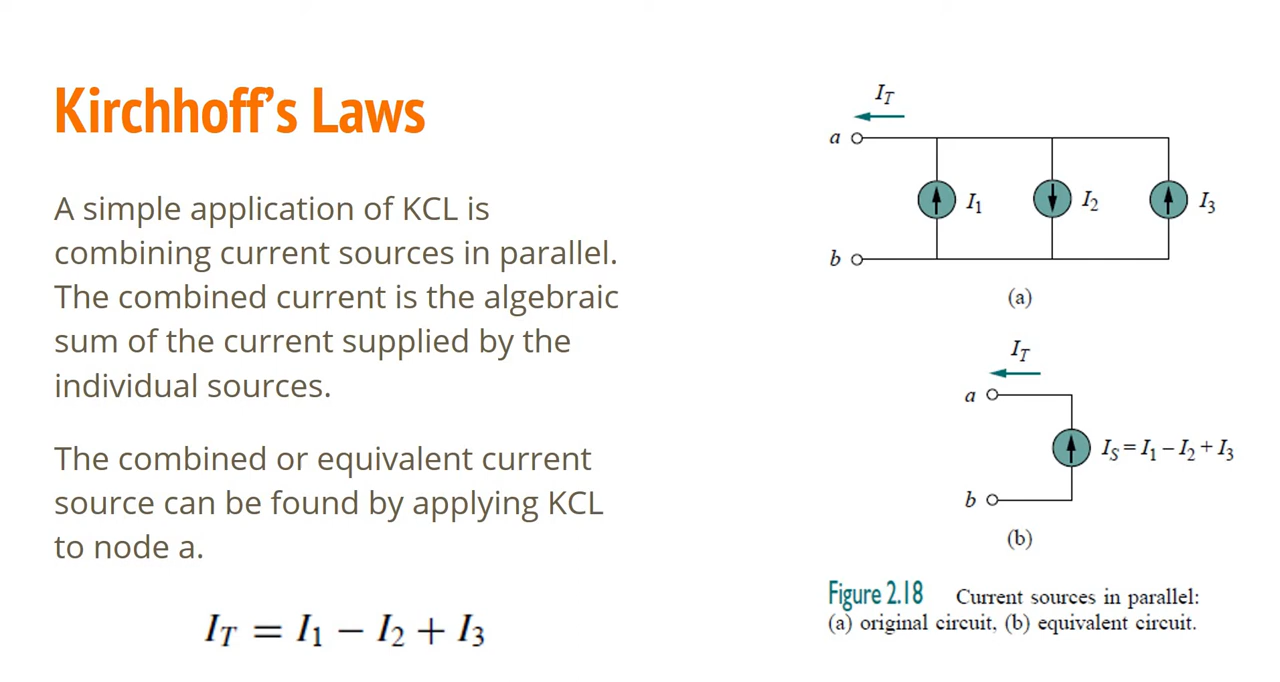 Kirchhoff's Laws
A simple application of KCL is
combining current sources in parallel.
The combined current is the algebraic
sum of the current supplied by the
individual sources.
The combined or equivalent current
source can be found by applying KCL
to node a.
I_T = I_1 − I_2 + I_3
I_T
a
I_1
I_2
I_3
b
(a)
I_T
a
I_S = I_1 − I_2 + I_3
b
(b)
Figure 2.18 Current sources in parallel:
(a) original circuit, (b) equivalent circuit.